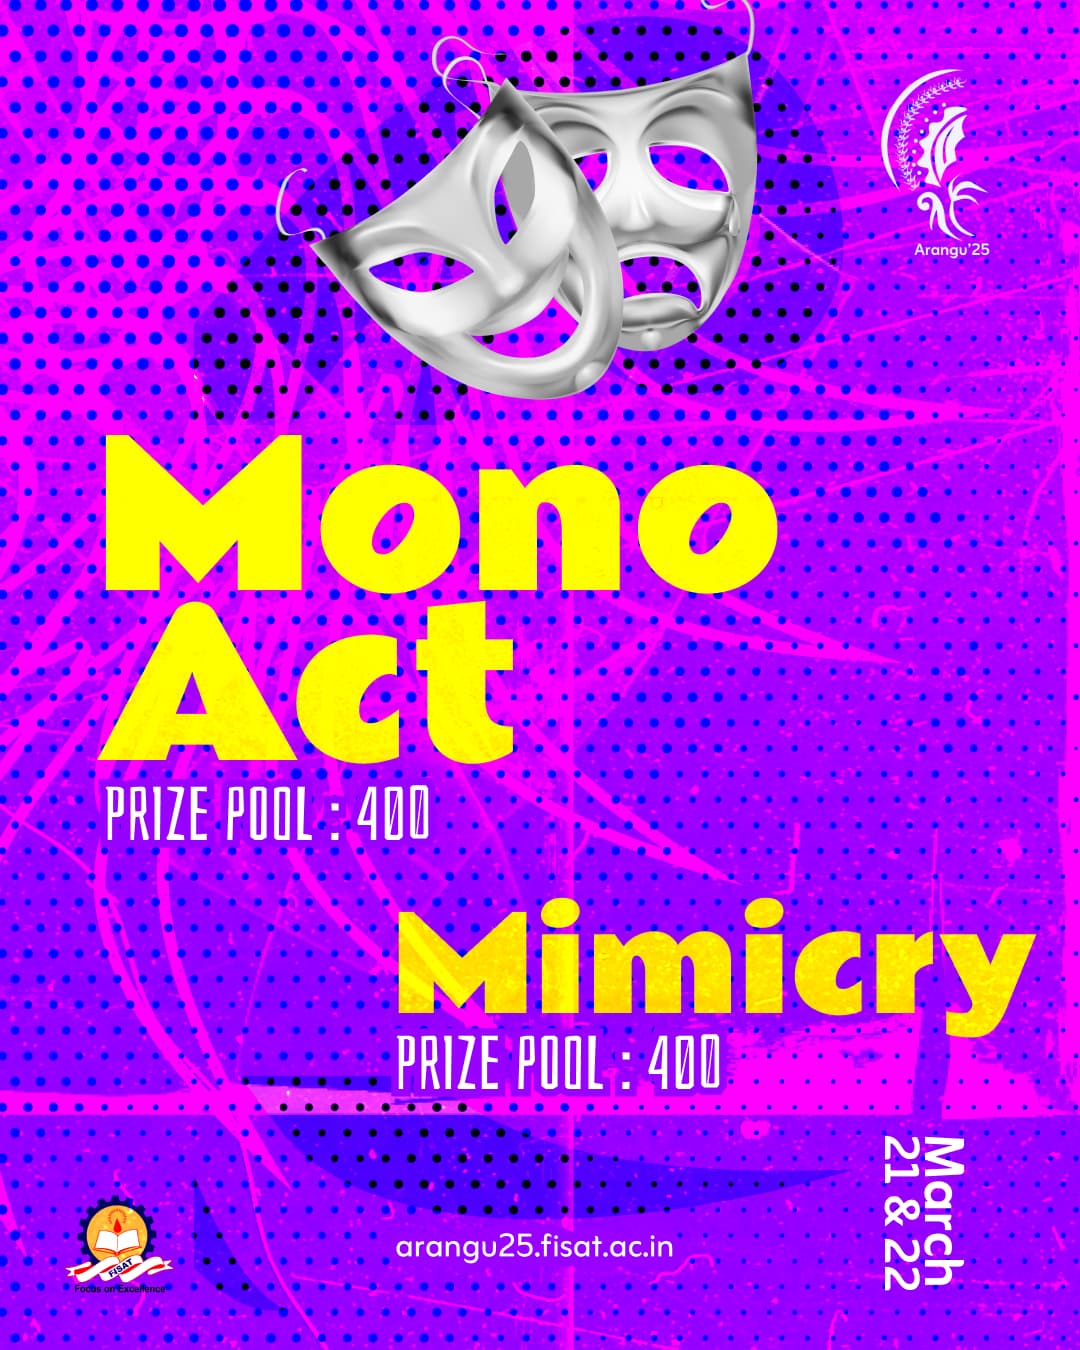 Arangu'25
Mono
Act
PRIZE POOL : 400
Mimicry
PRIZE POOL : 400
March
21 & 22
FISAT
Focus on Excellence
arangu25.fisat.ac.in